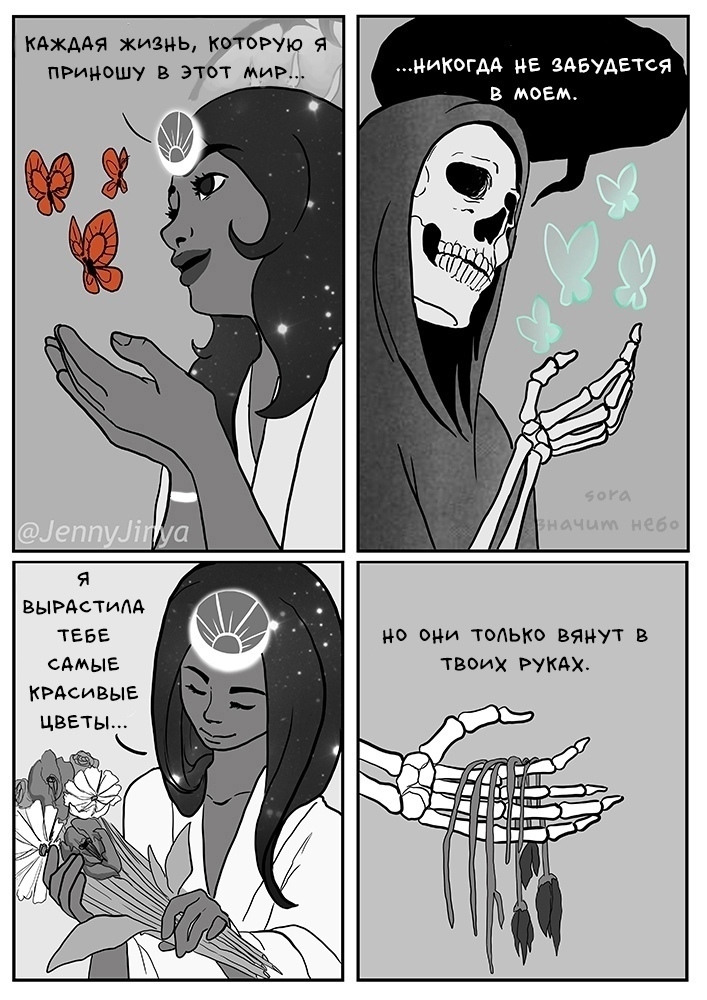 КАЖДАЯ ЖИЗНЬ, КОТОРУЮ Я
ПРИНОШУ В ЭТОТ МИР...
...НИКОГДА НЕ ЗАБУДЕТСЯ
В МОЕМ.
@JennyJinya
sora
значит небо
Я
ВЫРАСТИЛА
ТЕБЕ
САМЫЕ
КРАСИВЫЕ
ЦВЕТЫ...
НО ОНИ ТОЛЬКО ВЯНУТ В
ТВОИХ РУКАХ.